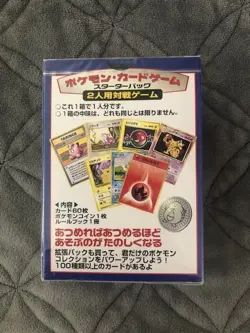 ポケモン・カードゲーム
スターターパック
2人用対戦ゲーム
○これ1箱で1人分です。
○1箱の中味は、どれも同じとは限りません。
<内容>
カード60枚
ポケモンコイン1枚
ルールブック1冊
あつめればあつめるほど
あそぶのが たのしくなる
拡張パックも買って、君だけのポケモン
コレクションをパワーアップしよう!
100種類以上のカードがあるよ